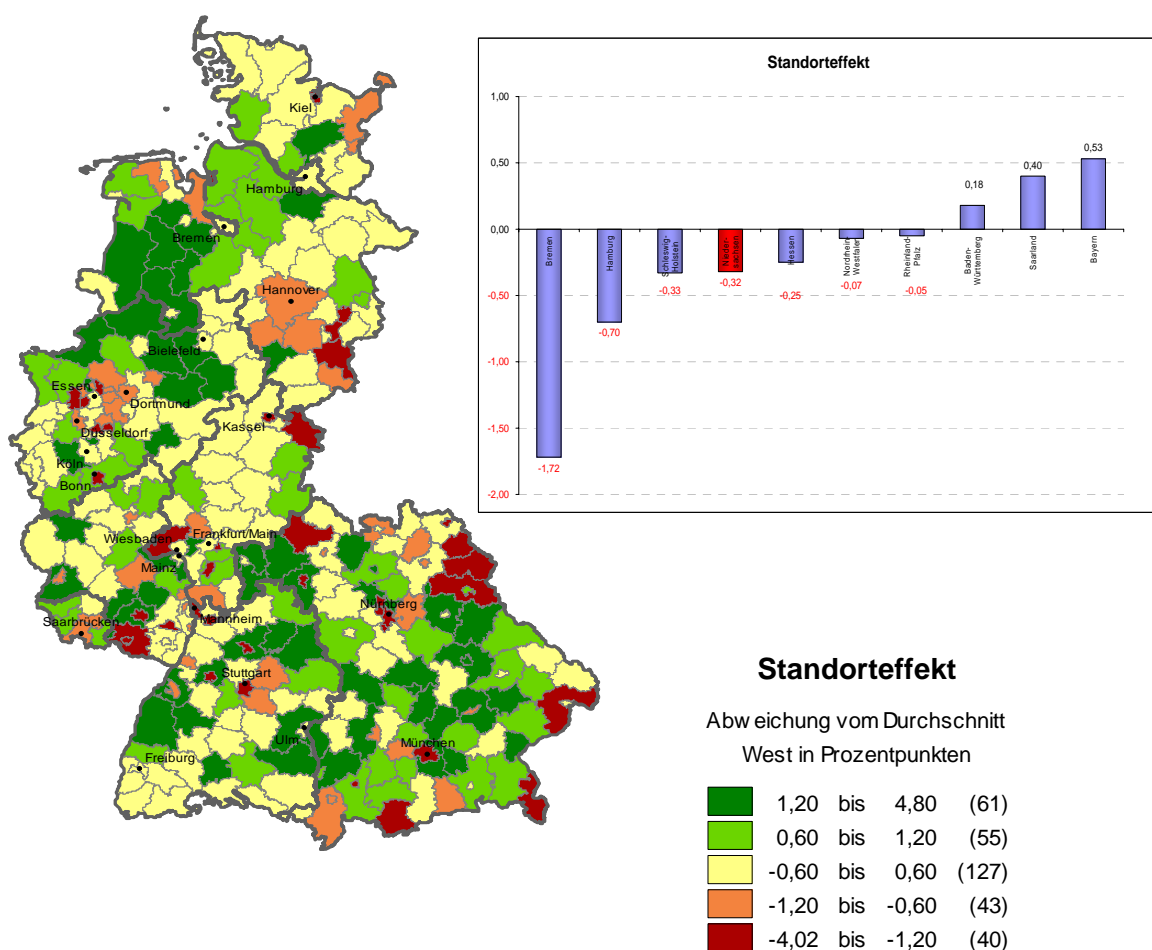 Standorteffekt
1,00
0,50
0,00
-0,50
-1,00
-1,50
-2,00
Bremen
-1,72
Hamburg
-0,70
Schleswig-
Holstein
-0,33
Nieder-
sachsen
-0,32
Hessen
-0,25
Nordrhein-
Westfalen
-0,07
Rheinland-
Pfalz
-0,05
Baden-
Württemberg
0,18
Saarland
0,40
Bayern
0,53
Kiel
Hamburg
Bremen
Hannover
Bielefeld
Essen
Dortmund
Düsseldorf
Kassel
Köln
Bonn
Wiesbaden
Frankfurt/Main
Mainz
Nürnberg
Saarbrücken
Mannheim
Stuttgart
Ulm
München
Freiburg
Standorteffekt
Abweichung vom Durchschnitt
West in Prozentpunkten
1,20 bis 4,80 (61)
0,60 bis 1,20 (55)
-0,60 bis 0,60 (127)
-1,20 bis -0,60 (43)
-4,02 bis -1,20 (40)